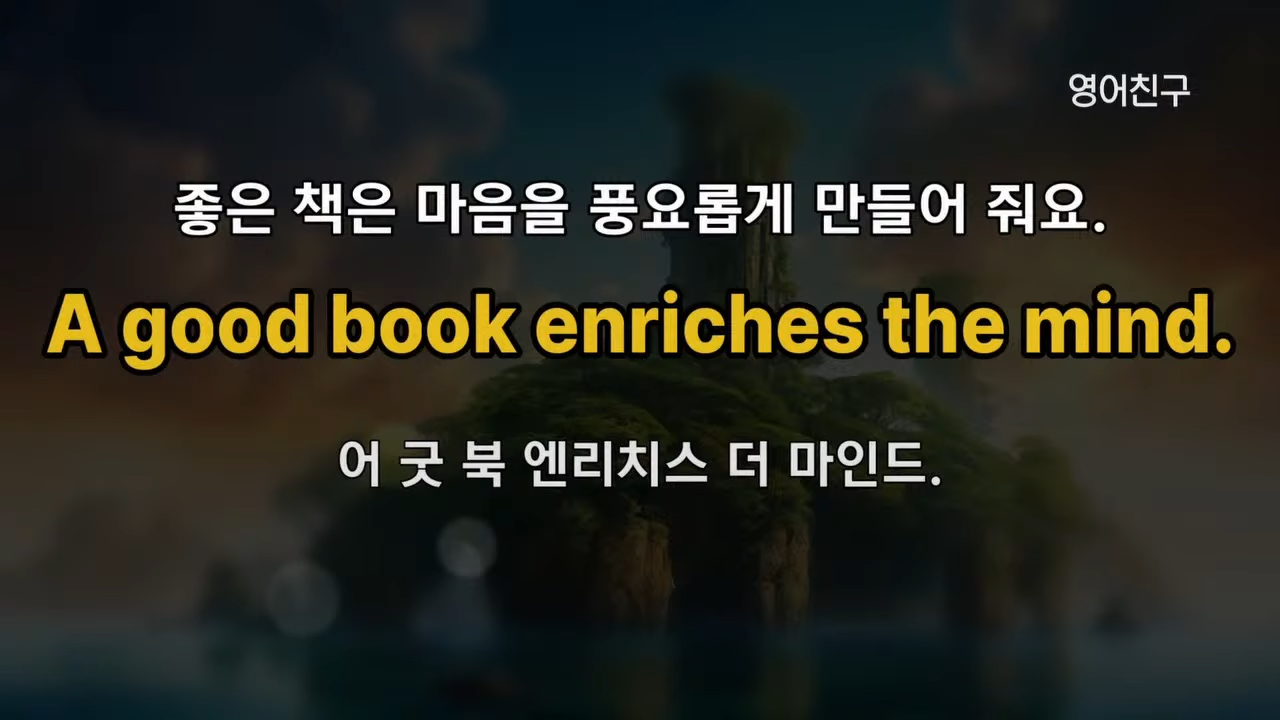 영어친구
좋은 책은 마음을 풍요롭게 만들어 줘요.
A good book enriches the mind.
어 굿 북 엔리치스 더 마인드.